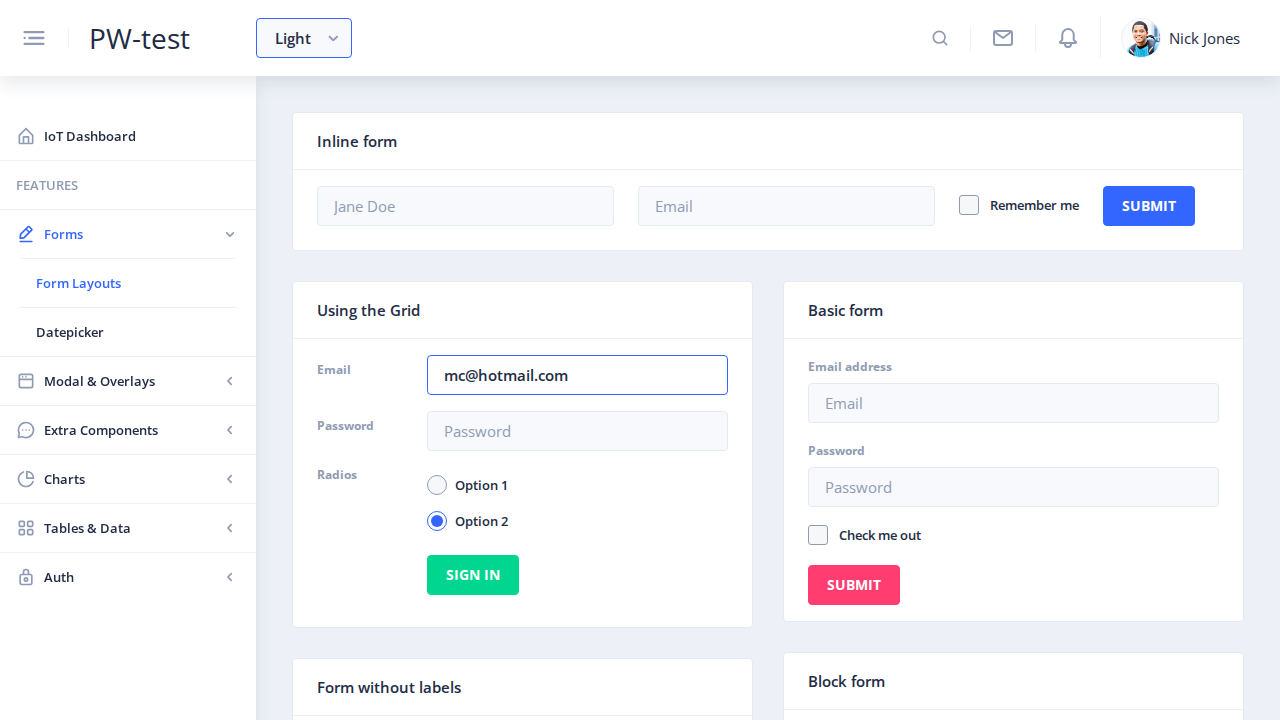 PW-test
Light
Nick Jones
IoT Dashboard
FEATURES
Forms
Form Layouts
Datepicker
Modal & Overlays
Extra Components
Charts
Tables & Data
Auth
Inline form
Jane Doe
Email
Remember me
SUBMIT
Using the Grid
Email
mc@hotmail.com
Password
Password
Radios
Option 1
Option 2
SIGN IN
Basic form
Email address
Email
Password
Password
Check me out
SUBMIT
Form without labels
Block form